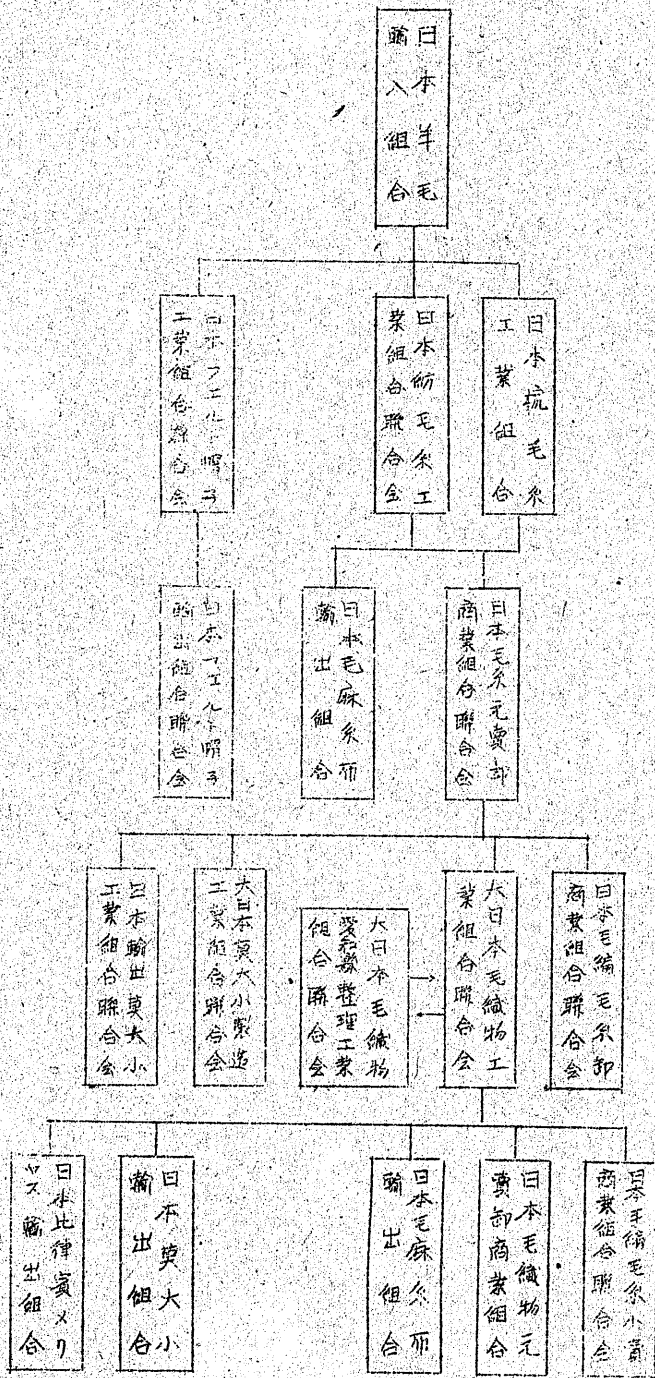 日本羊毛
輸入組合
日本梳毛糸
工業組合
日本紡毛糸工
業組合聯合会
日本フエルト帽子
工業組合聯合会
日本毛糸元賣卸
商業組合聯合会
日本毛麻糸布
輸出組合
日本フエルト帽子
輸出組合聯合会
日本手編毛糸卸
商業組合聯合会
大日本毛織物工
業組合聯合会
大日本毛織物
愛知縣整理工業
組合聯合会
大日本莫大小製造
工業組合聯合会
日本輸出莫大小
工業組合聯合会
日本手編毛糸小賣
商業組合聯合会
日本毛織物元
賣卸商業組合
日本毛麻糸布
輸出組合
日本莫大小
輸出組合
日本比律賓メリ
ヤス輸出組合